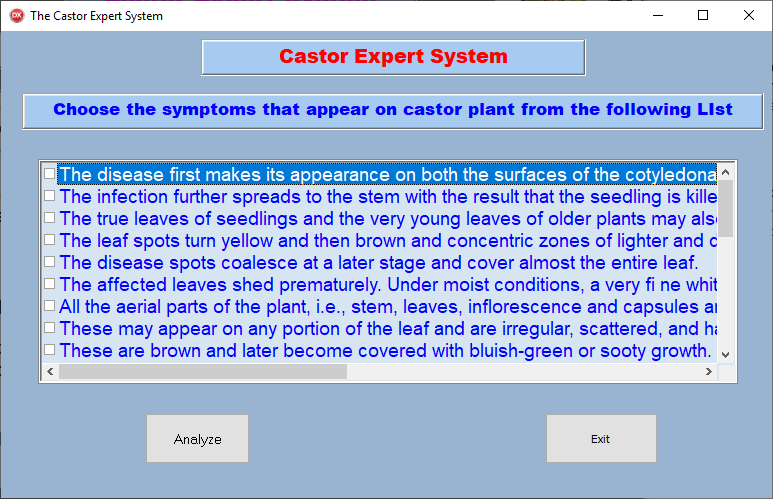 DX The Castor Expert System
Castor Expert System
Choose the symptoms that appear on castor plant from the following LIst
The disease first makes its appearance on both the surfaces of the cotyledona
The infection further spreads to the stem with the result that the seedling is kille
The true leaves of seedlings and the very young leaves of older plants may als
The leaf spots turn yellow and then brown and concentric zones of lighter and
The disease spots coalesce at a later stage and cover almost the entire leaf.
The affected leaves shed prematurely. Under moist conditions, a very fi ne whit
All the aerial parts of the plant, i.e., stem, leaves, inflorescence and capsules
These may appear on any portion of the leaf and are irregular, scattered, and
These are brown and later become covered with bluish-green or sooty growth.
Analyze
Exit